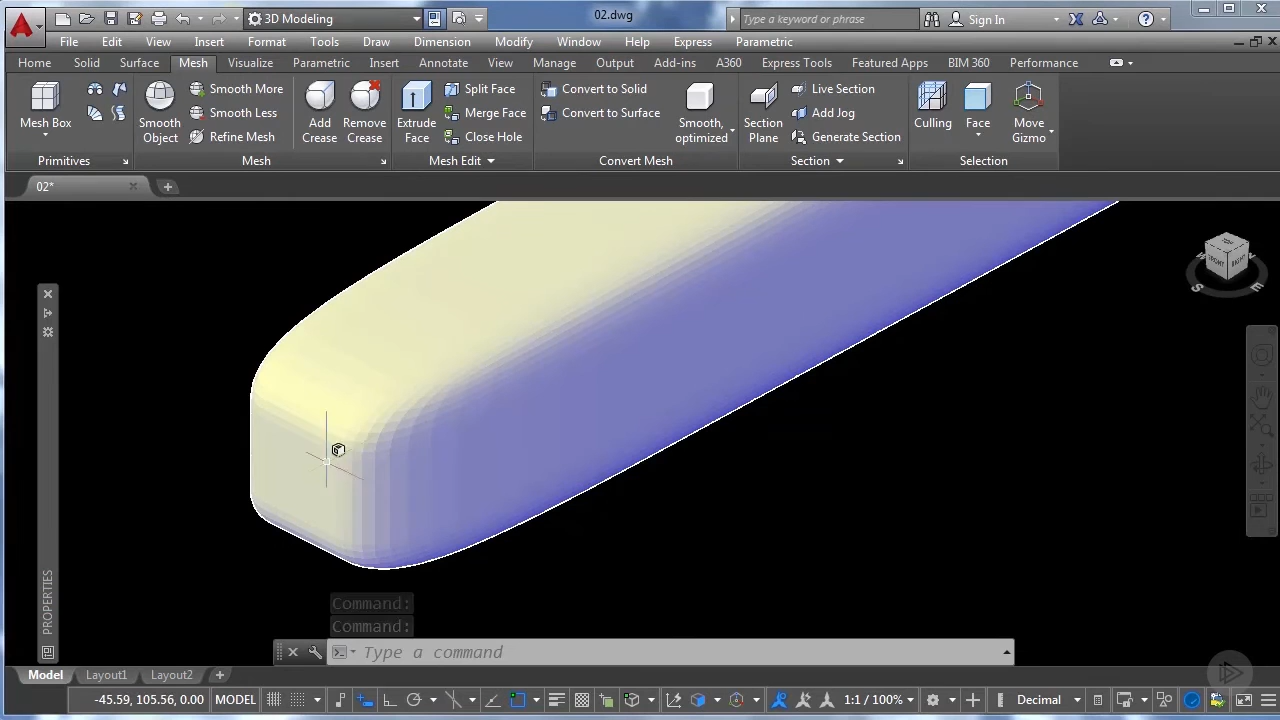 3D Modeling
02.dwg
Type a keyword or phrase
Sign In
File Edit View Insert Format Tools Draw Dimension Modify Window Help Express Parametric
Home Solid Surface Mesh Visualize Parametric Insert Annotate View Manage Output Add-ins A360 Express Tools Featured Apps BIM 360 Performance
Mesh Box
Smooth Object
Smooth More
Smooth Less
Refine Mesh
Add Crease
Remove Crease
Extrude Face
Split Face
Merge Face
Close Hole
Convert to Solid
Convert to Surface
Smooth, optimized
Section Plane
Live Section
Add Jog
Generate Section
Culling
Face
Move Gizmo
Primitives
Mesh
Mesh Edit
Convert Mesh
Section
Selection
02*
FRONT
RIGHT
S
E
PROPERTIES
Command:
Command:
Type a command
Model Layout1 Layout2
-45.59, 105.56, 0.00 MODEL 1:1 / 100% Decimal